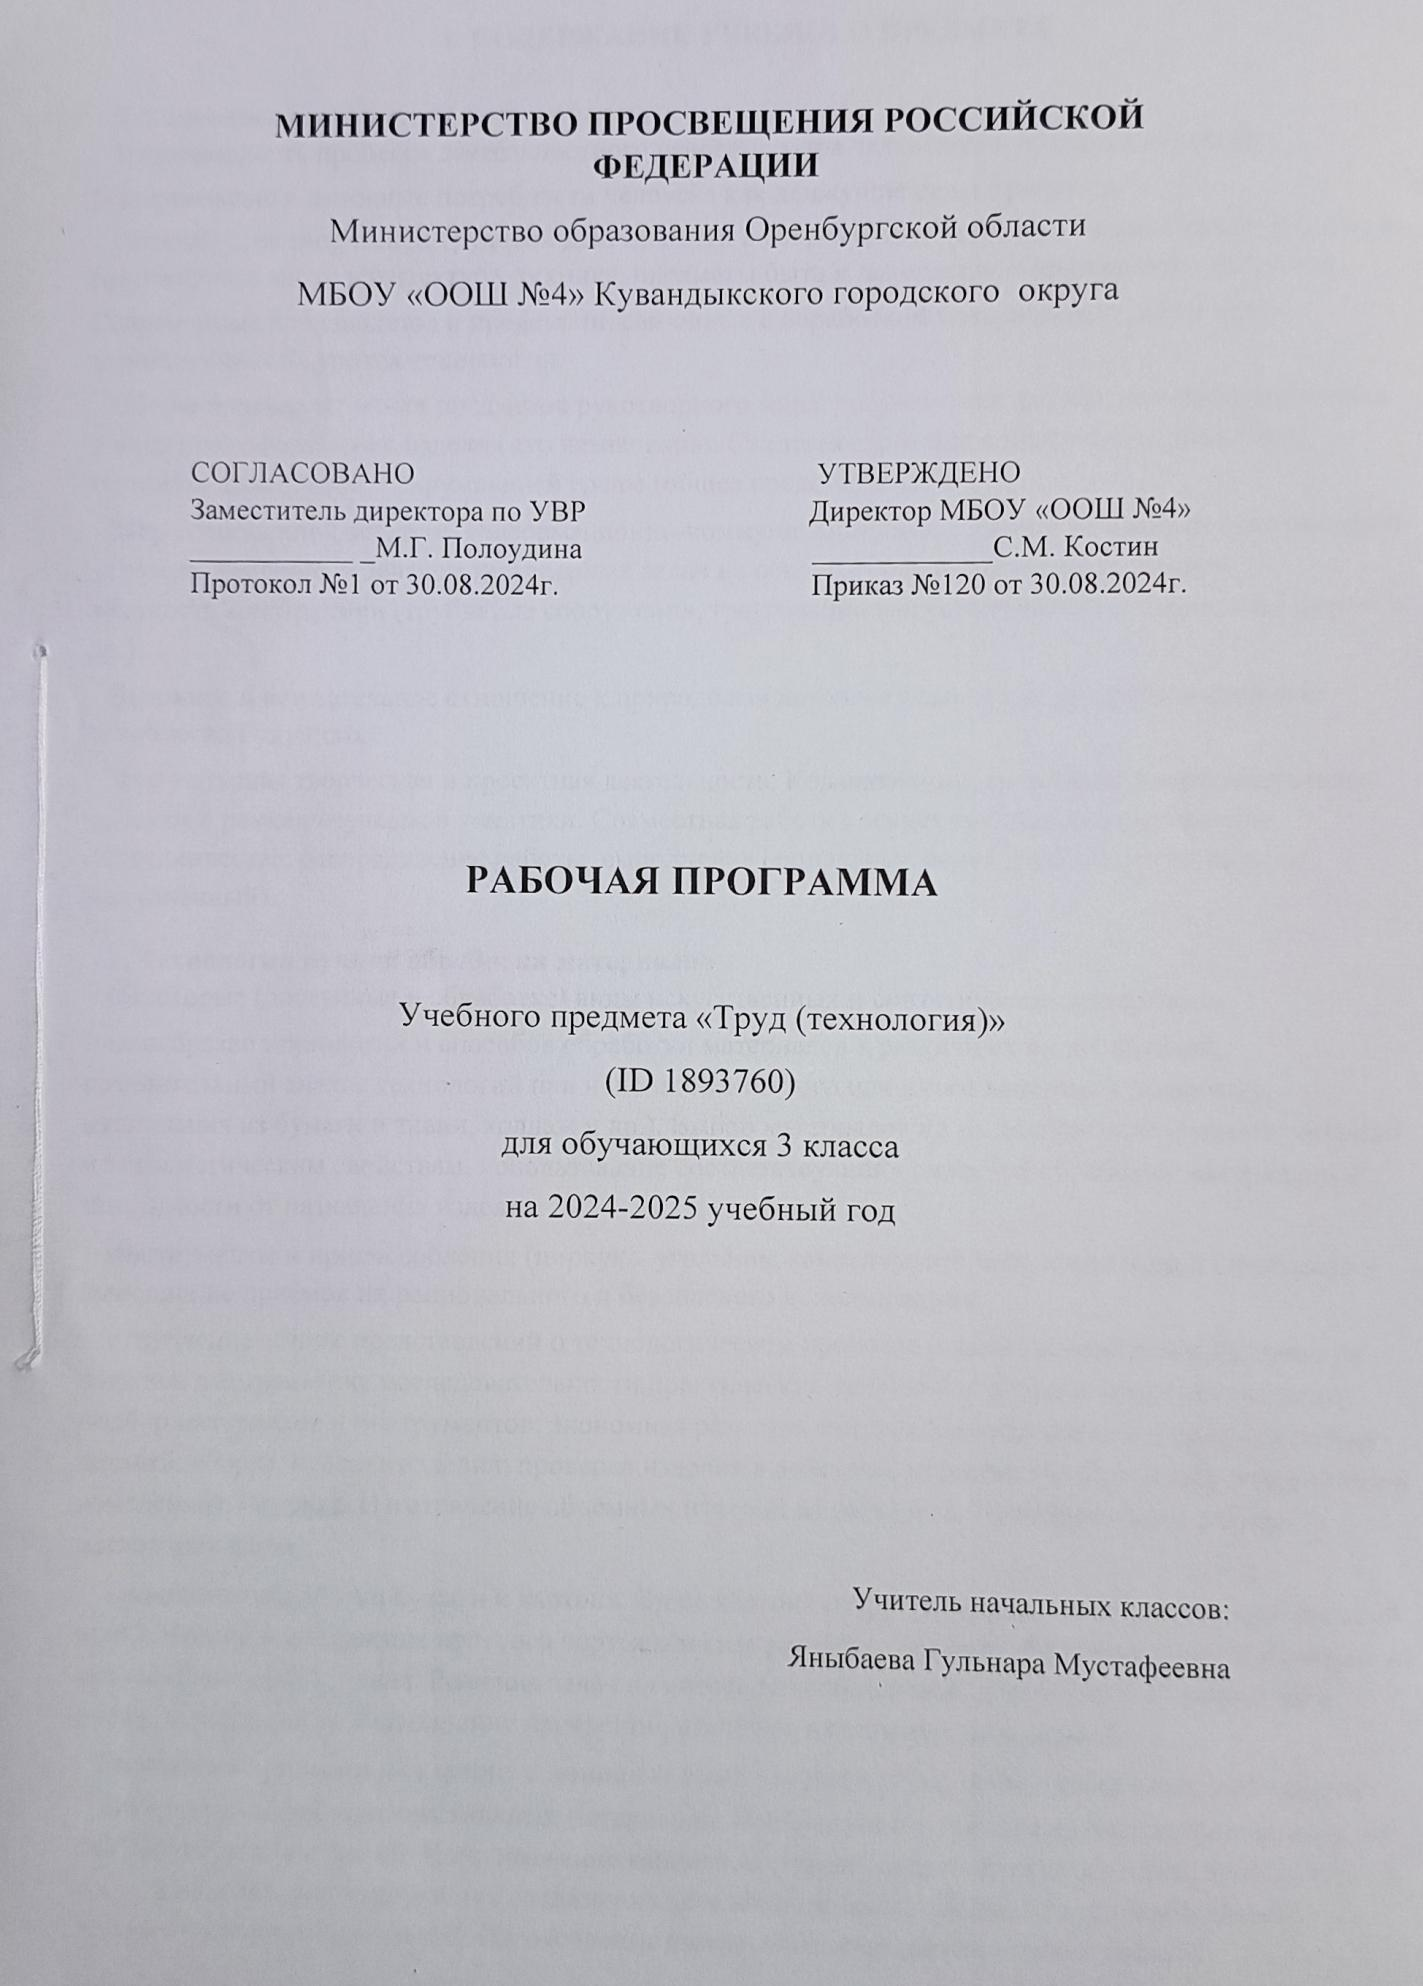 МИНИСТЕРСТВО ПРОСВЕЩЕНИЯ РОССИЙСКОЙ
ФЕДЕРАЦИИ
Министерство образования Оренбургской области
МБОУ «ООШ №4» Кувандыкского городского округа
СОГЛАСОВАНО
Заместитель директора по УВР
____________ _М.Г. Полоудина
Протокол №1 от 30.08.2024г.
УТВЕРЖДЕНО
Директор МБОУ «ООШ №4»
_____________С.М. Костин
Приказ №120 от 30.08.2024г.
РАБОЧАЯ ПРОГРАММА
Учебного предмета «Труд (технология)»
(ID 1893760)
для обучающихся 3 класса
на 2024-2025 учебный год
Учитель начальных классов:
Яныбаева Гульнара Мустафеевна